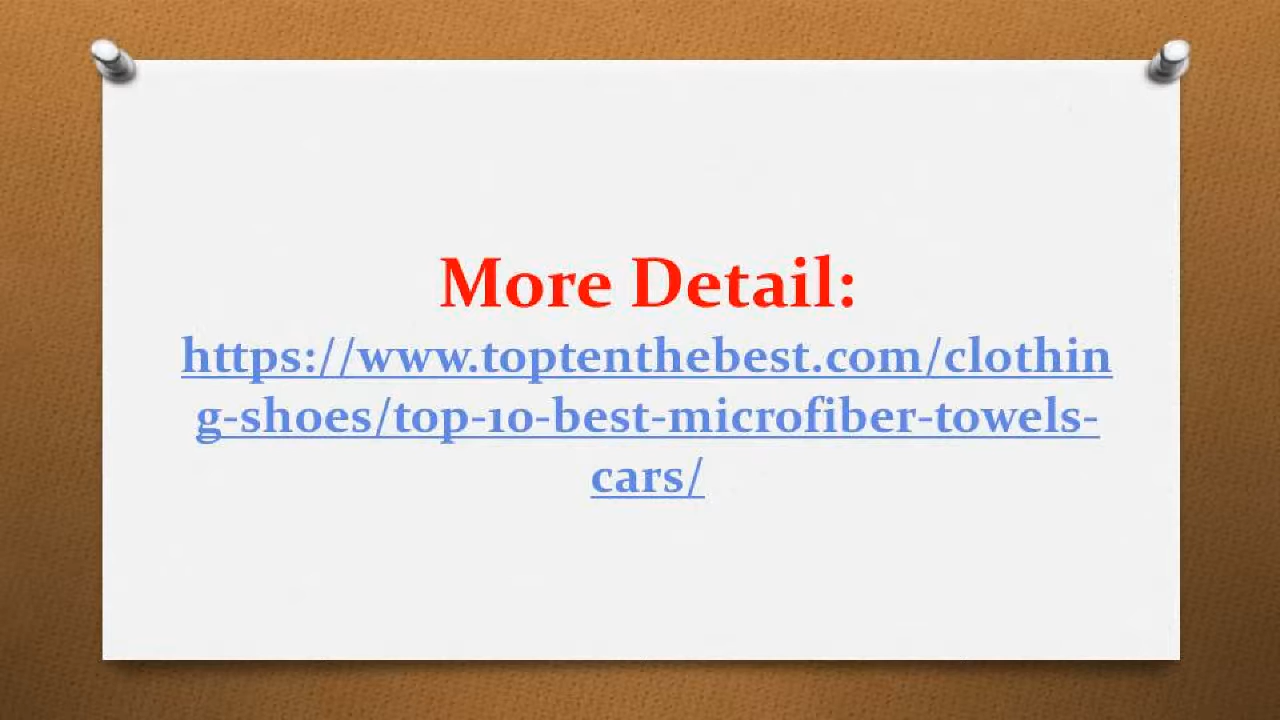 More Detail:
https://www.toptenthebest.com/clothin
g-shoes/top-10-best-microfiber-towels-
cars/